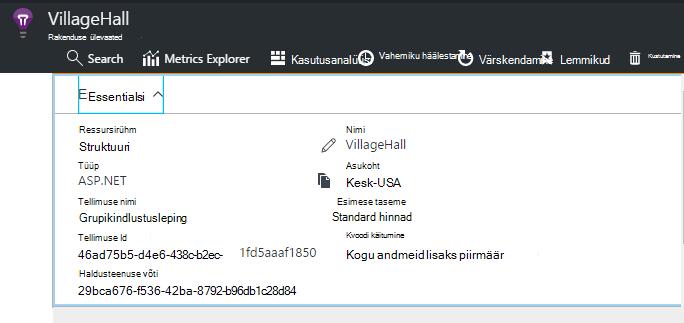 VillageHall
Rakenduse ülevaated
Search Metrics Explorer Kasutusanalüüsi Vahemiku häälestamine Värskendamine Lemmikud Kustutamine
EEssentialsi
Ressursirühm Nimi
Struktuuri VillageHall
Tüüp Asukoht
ASP.NET Kesk-USA
Tellimuse nimi Esimese taseme
Grupikindlustusleping Standard hinnad
Tellimuse Id Kvoodi käitumine
46ad75b5-d4e6-438c-b2ec- 1fd5aaaf1850 Kogu andmeid lisaks piirmäär
Haldusteenuse võti
29bca676-f536-42ba-8792-b96db1c28d84